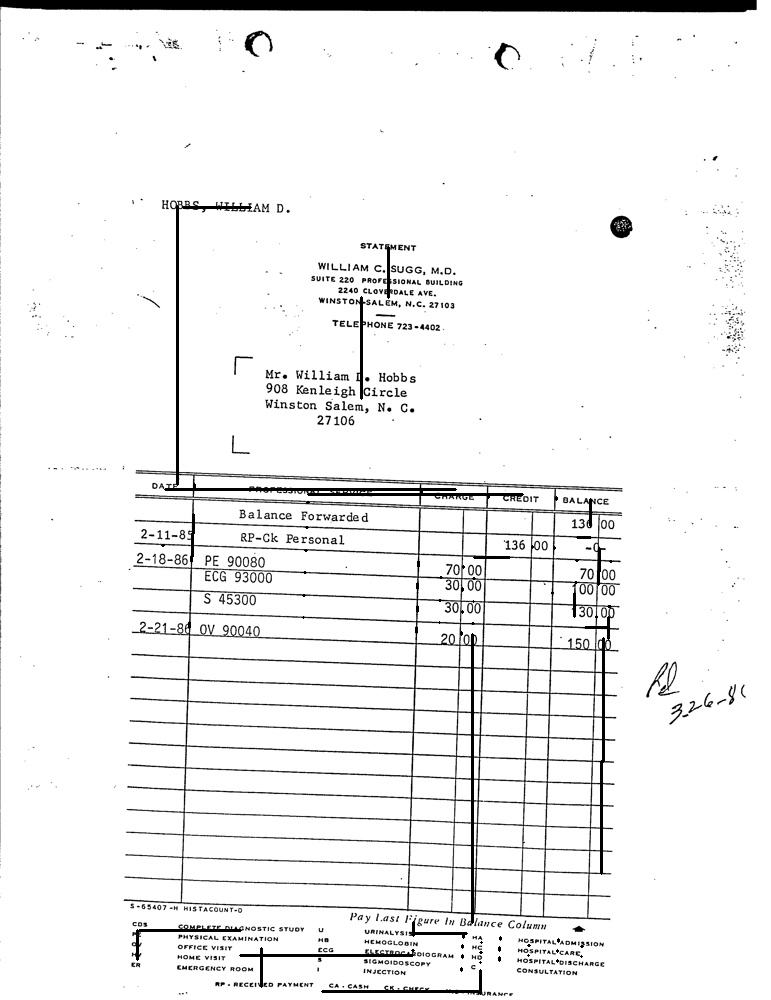 HOBBS, WILLIAM D.
STATEMENT
WILLIAM C. SUGG, M.D.
SUITE 220 PROFESSIONAL BUILDING
2240 CLOVERDALE AVE.
WINSTON-SALEM, N.C. 27103
TELEPHONE 723-4402
Mr. William D. Hobbs
908 Kenleigh Circle
Winston Salem, N. C.
27106
DATE PROFESSIONAL SERVICE CHARGE CREDIT BALANCE
Balance Forwarded 136 00
2-11-85 RP-Ck Personal 136 00 -0-
2-18-86 PE 90080 70 00 70 00
ECG 93000 30 00 100 00
S 45300 30 00 130 00
2-21-86 OV 90040 20 00 150 00
3-26-86
S-65407-H HISTACOUNT-D
Pay Last Figure In Balance Column
CDS COMPLETE DIAGNOSTIC STUDY U URINALYSIS HA HOSPITAL ADMISSION
PE PHYSICAL EXAMINATION HB HEMOGLOBIN HC HOSPITAL CARE
OV OFFICE VISIT ECG ELECTROCARDIOGRAM HD HOSPITAL DISCHARGE
HV HOME VISIT S SIGMOIDOSCOPY C CONSULTATION
ER EMERGENCY ROOM I INJECTION
RP - RECEIVED PAYMENT CA - CASH CK - CHECK INSURANCE